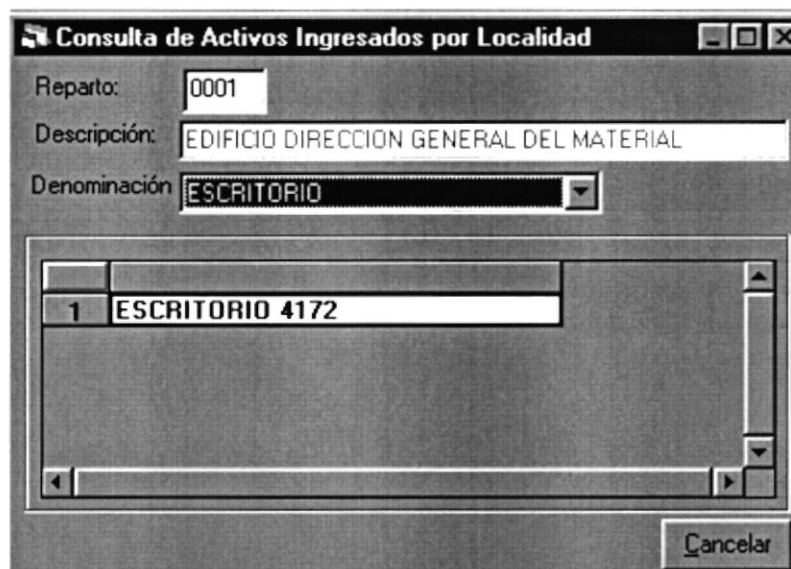 Consulta de Activos Ingresados por Localidad
Reparto: 0001
Descripción: EDIFICIO DIRECCION GENERAL DEL MATERIAL
Denominación ESCRITORIO
1 ESCRITORIO 4172
Cancelar